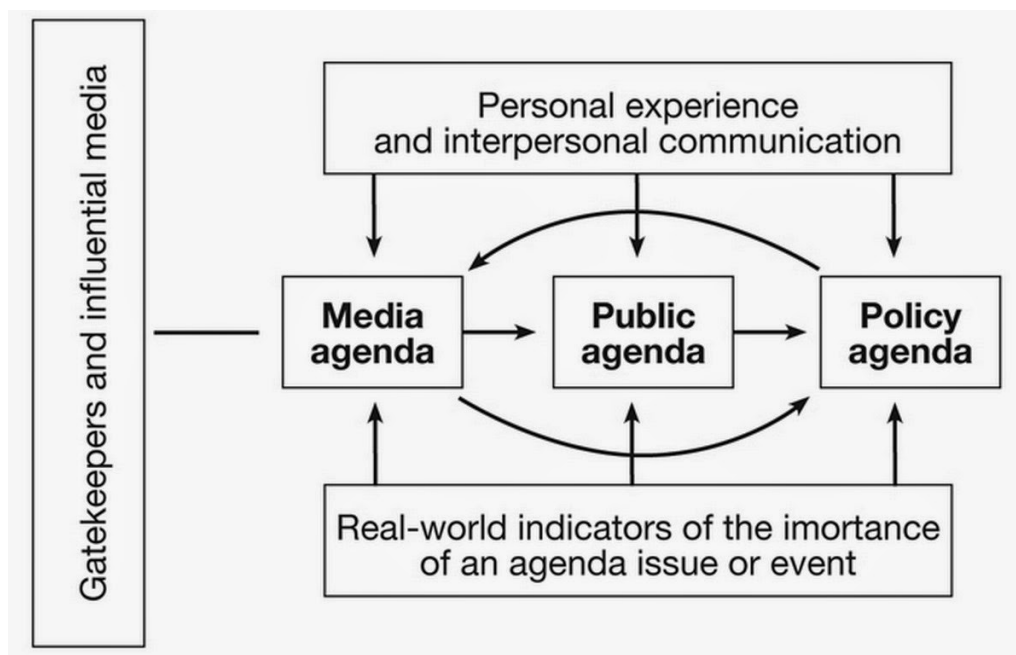 Gatekeepers and influential media
Personal experience
and interpersonal communication
Media
agenda
Public
agenda
Policy
agenda
Real-world indicators of the imortance
of an agenda issue or event